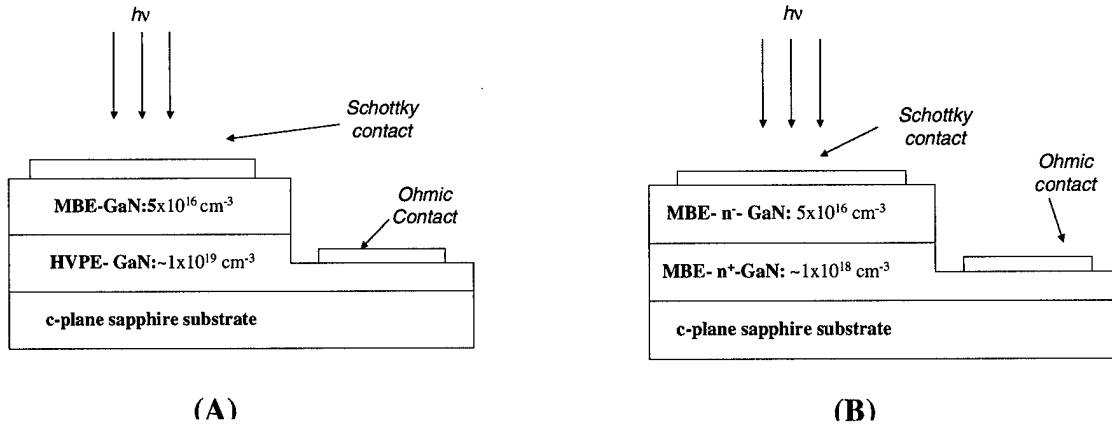 hν
Schottky
contact
Ohmic
Contact
MBE-GaN:5x10¹⁶ cm⁻³
HVPE- GaN:~1x10¹⁹ cm⁻³
c-plane sapphire substrate
(A)
hν
Schottky
contact
Ohmic
contact
MBE- n⁻- GaN: 5x10¹⁶ cm⁻³
MBE- n⁺-GaN: ~1x10¹⁸ cm⁻³
c-plane sapphire substrate
(B)